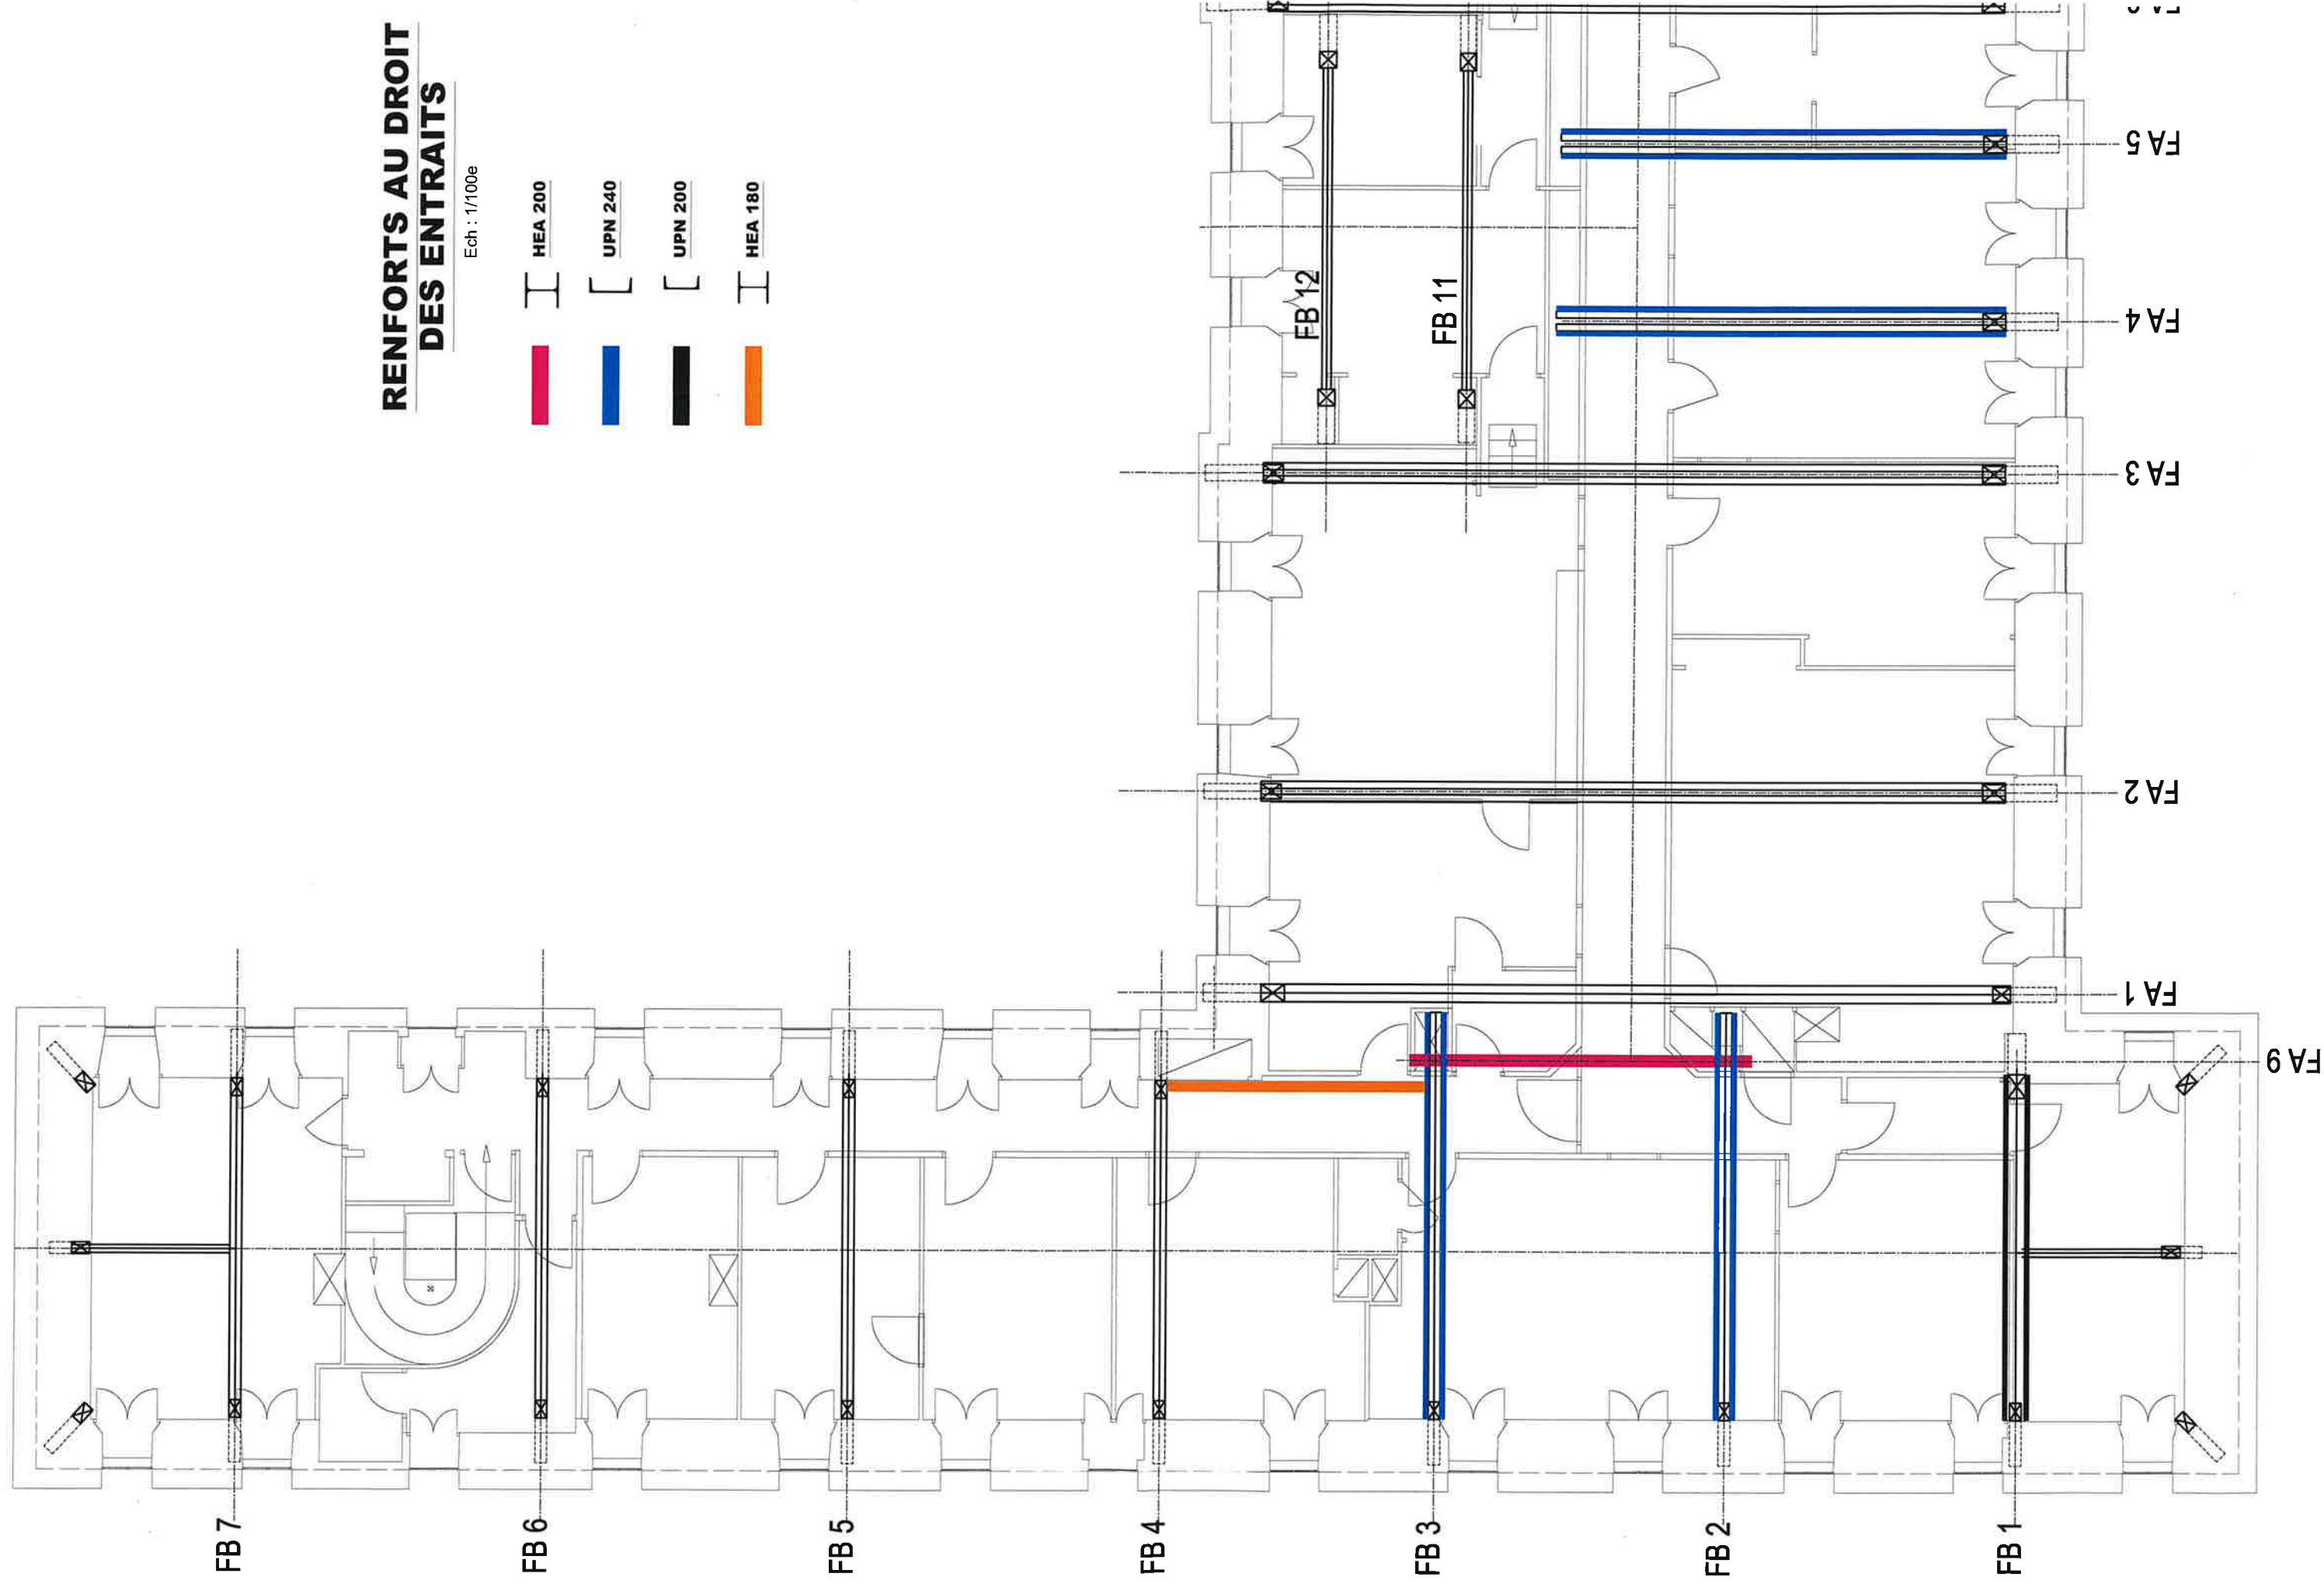 RENFORTS AU DROIT
DES ENTRAITS
Ech : 1/100e
HEA 200
UPN 240
UPN 200
HEA 180
FB 12
FB 11
FA 5
FA 4
FA 3
FA 2
FA 1
FA 9
FB 7
FB 6
FB 5
FB 4
FB 3
FB 2
FB 1